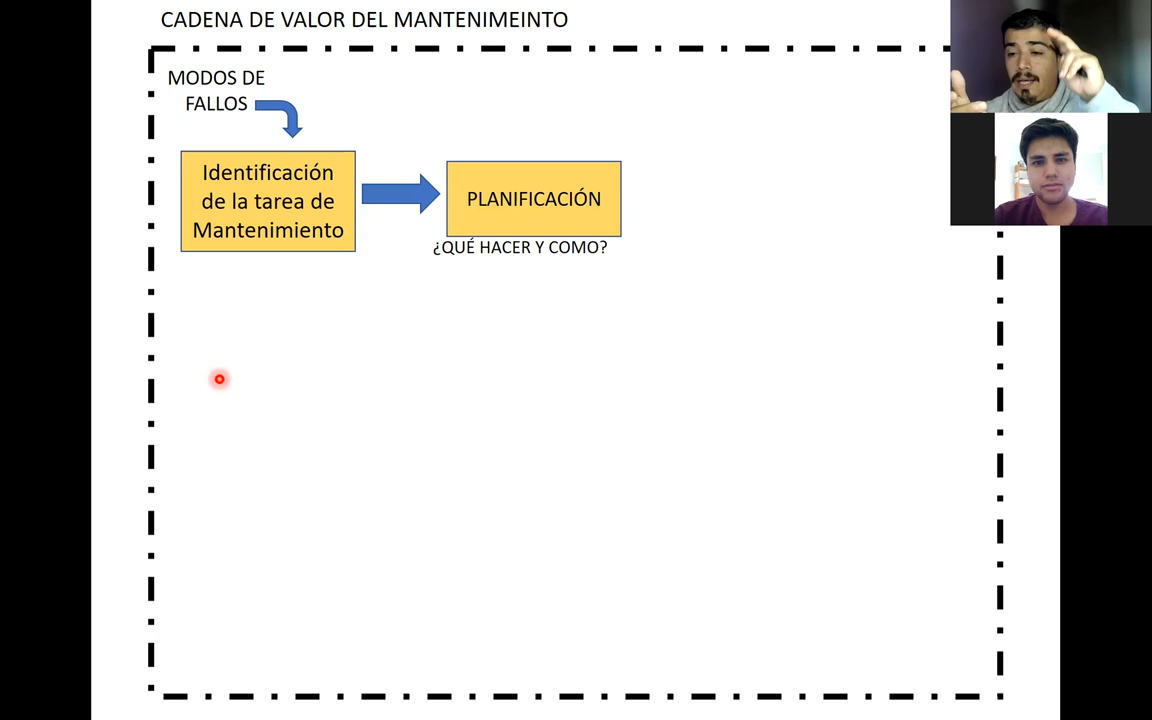 CADENA DE VALOR DEL MANTENIMEINTO
MODOS DE
FALLOS
Identificación
de la tarea de
Mantenimiento
PLANIFICACIÓN
¿QUÉ HACER Y COMO?